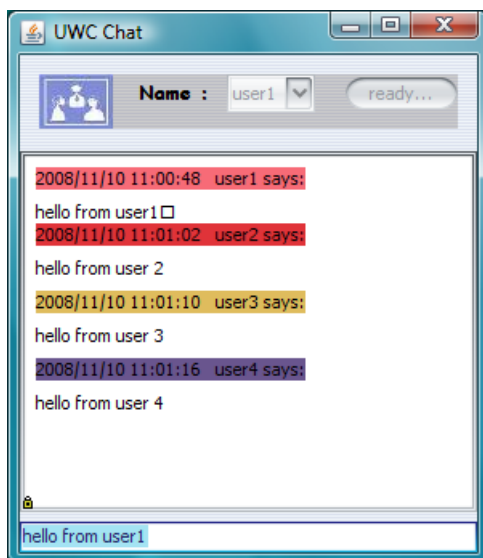 UWC Chat
Name : user1 ready...
2008/11/10 11:00:48 user1 says:
hello from user1□
2008/11/10 11:01:02 user2 says:
hello from user 2
2008/11/10 11:01:10 user3 says:
hello from user 3
2008/11/10 11:01:16 user4 says:
hello from user 4
hello from user1